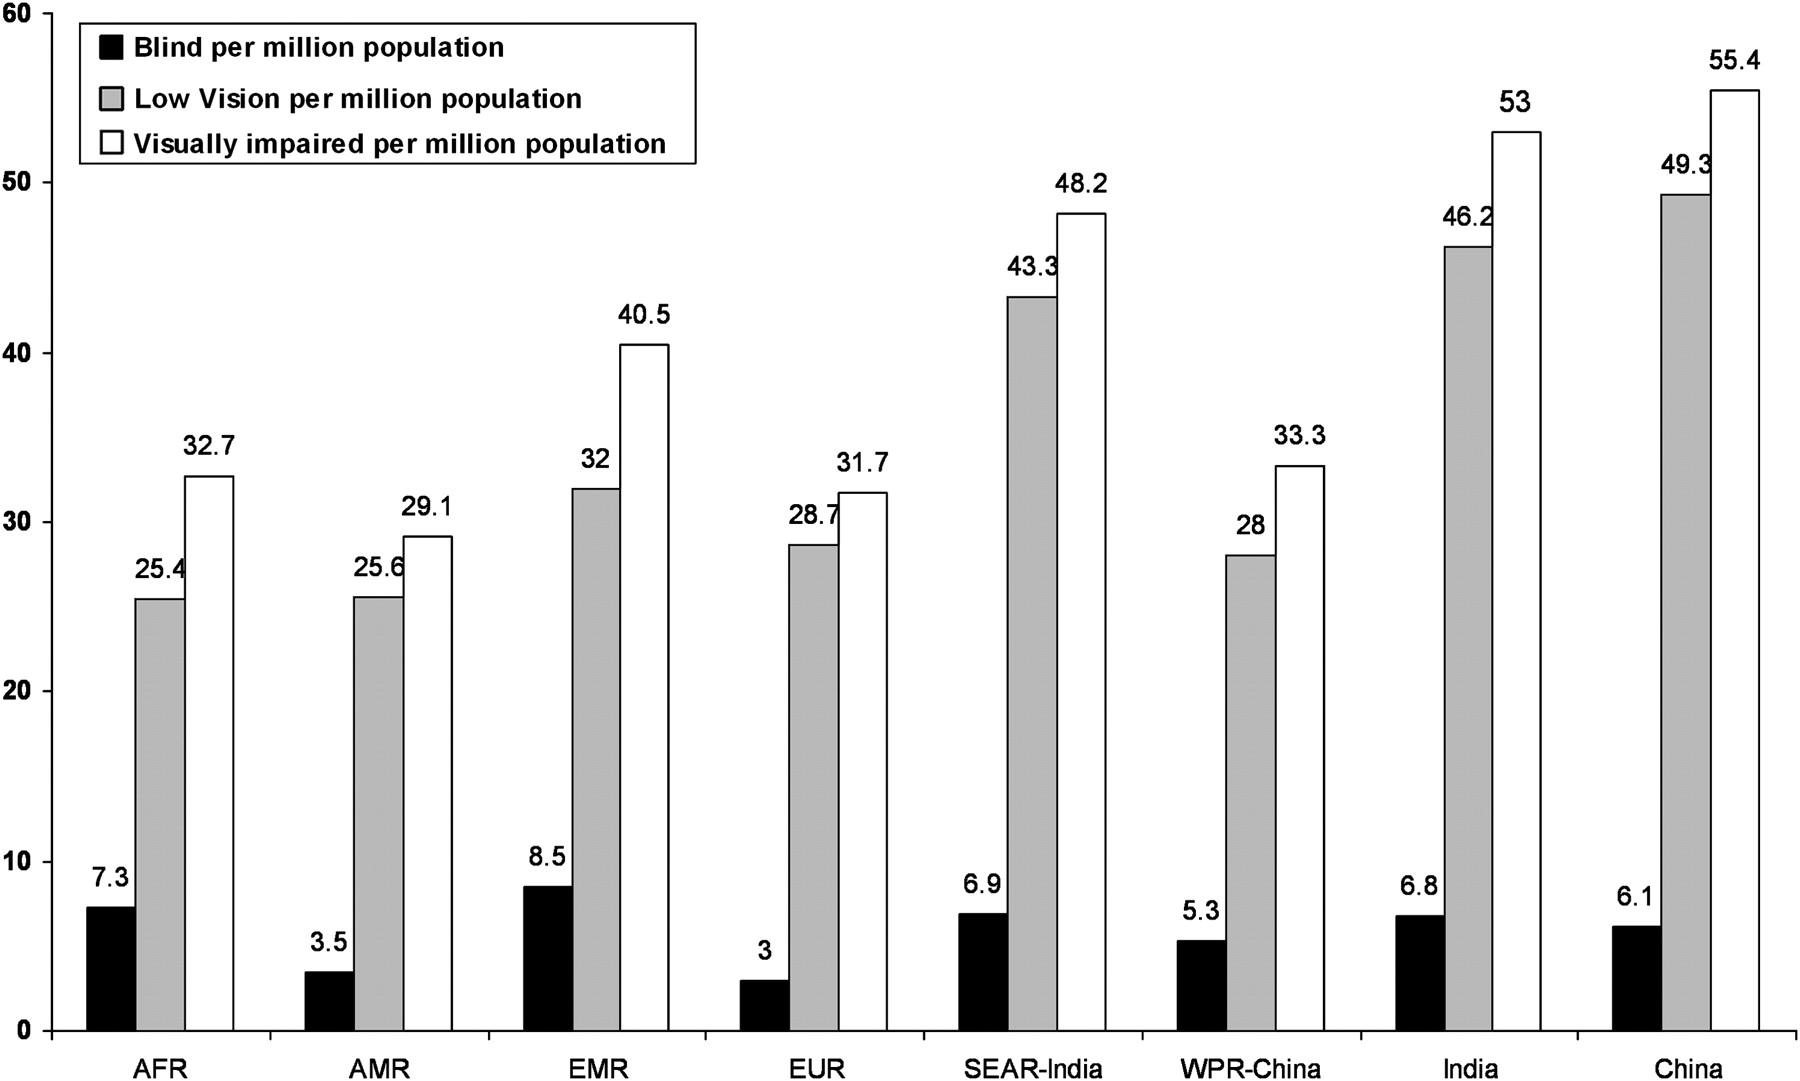 60
50
40
30
20
10
0
Blind per million population
Low Vision per million population
Visually impaired per million population
7.3
25.4
32.7
3.5
25.6
29.1
8.5
32
40.5
3
28.7
31.7
6.9
43.3
48.2
5.3
28
33.3
6.8
46.2
53
6.1
49.3
55.4
AFR
AMR
EMR
EUR
SEAR-India
WPR-China
India
China